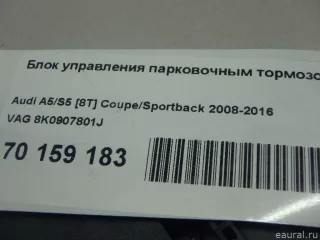 Блок управления парковочным тормозо
Audi A5/S5 [8T] Coupe/Sportback 2008-2016
VAG 8K0907801J
70 159 183
eaural.ru